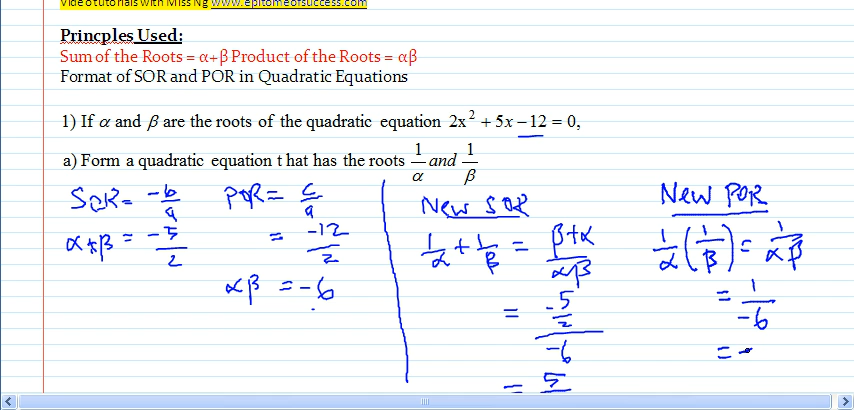 Videotutorials with Miss Ng www.epitomeofsuccess.com
Princples Used:
Sum of the Roots = α+β Product of the Roots = αβ
Format of SOR and POR in Quadratic Equations
1) If α and β are the roots of the quadratic equation 2x² + 5x − 12 = 0,
a) Form a quadratic equation t hat has the roots 1/α and 1/β
SOR = -b/a
α+β = -5/2
POR = c/a
= -12/2
αβ = -6
New SOR
1/α + 1/β = β+α/αβ
= -5/2/-6
= 5
New POR
1/α (1/β) = 1/αβ
= 1/-6
= -